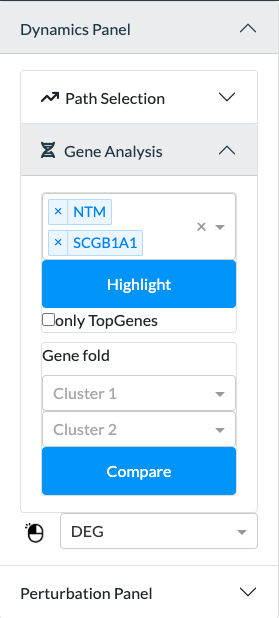 Dynamics Panel
Path Selection
Gene Analysis
× NTM
× SCGB1A1
×
Highlight
only TopGenes
Gene fold
Cluster 1
Cluster 2
Compare
DEG
Perturbation Panel